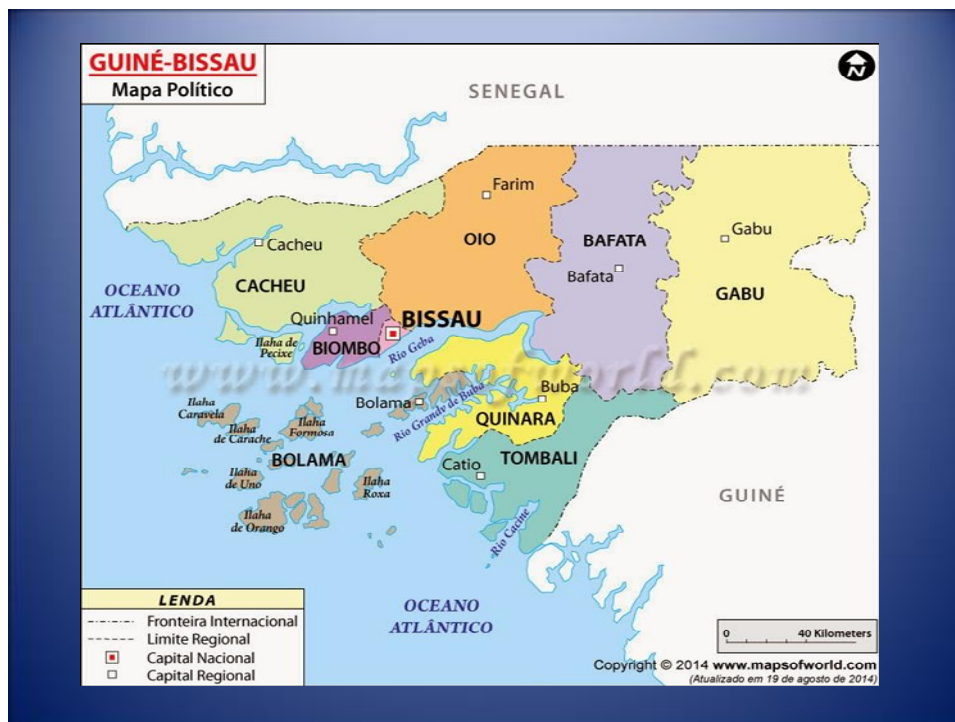 GUINÉ-BISSAU
Mapa Político
N
SENEGAL
Farim
OIO
BAFATA
Gabu
Cacheu
Bafata
CACHEU
GABU
OCEANO
ATLÂNTICO
Quinhamel
BISSAU
BIOMBO
Rio Geba
Ilaha de
Pecixe
www.mapsofworld.com
Bolama
Buba
Rio Grande de Buba
QUINARA
Ilaha
Caravela
Ilaha
de Carache
Ilaha
Formosa
BOLAMA
TOMBALI
Catio
Ilaha
de Uno
Ilaha
Roxa
Ilaha
de Orango
Rio Cacine
GUINÉ
OCEANO
ATLÂNTICO
LENDA
Fronteira Internacional
Limite Regional
Capital Nacional
Capital Regional
0 40 Kilometers
Copyright © 2014 www.mapsofworld.com
(Atualizado em 19 de agosto de 2014)